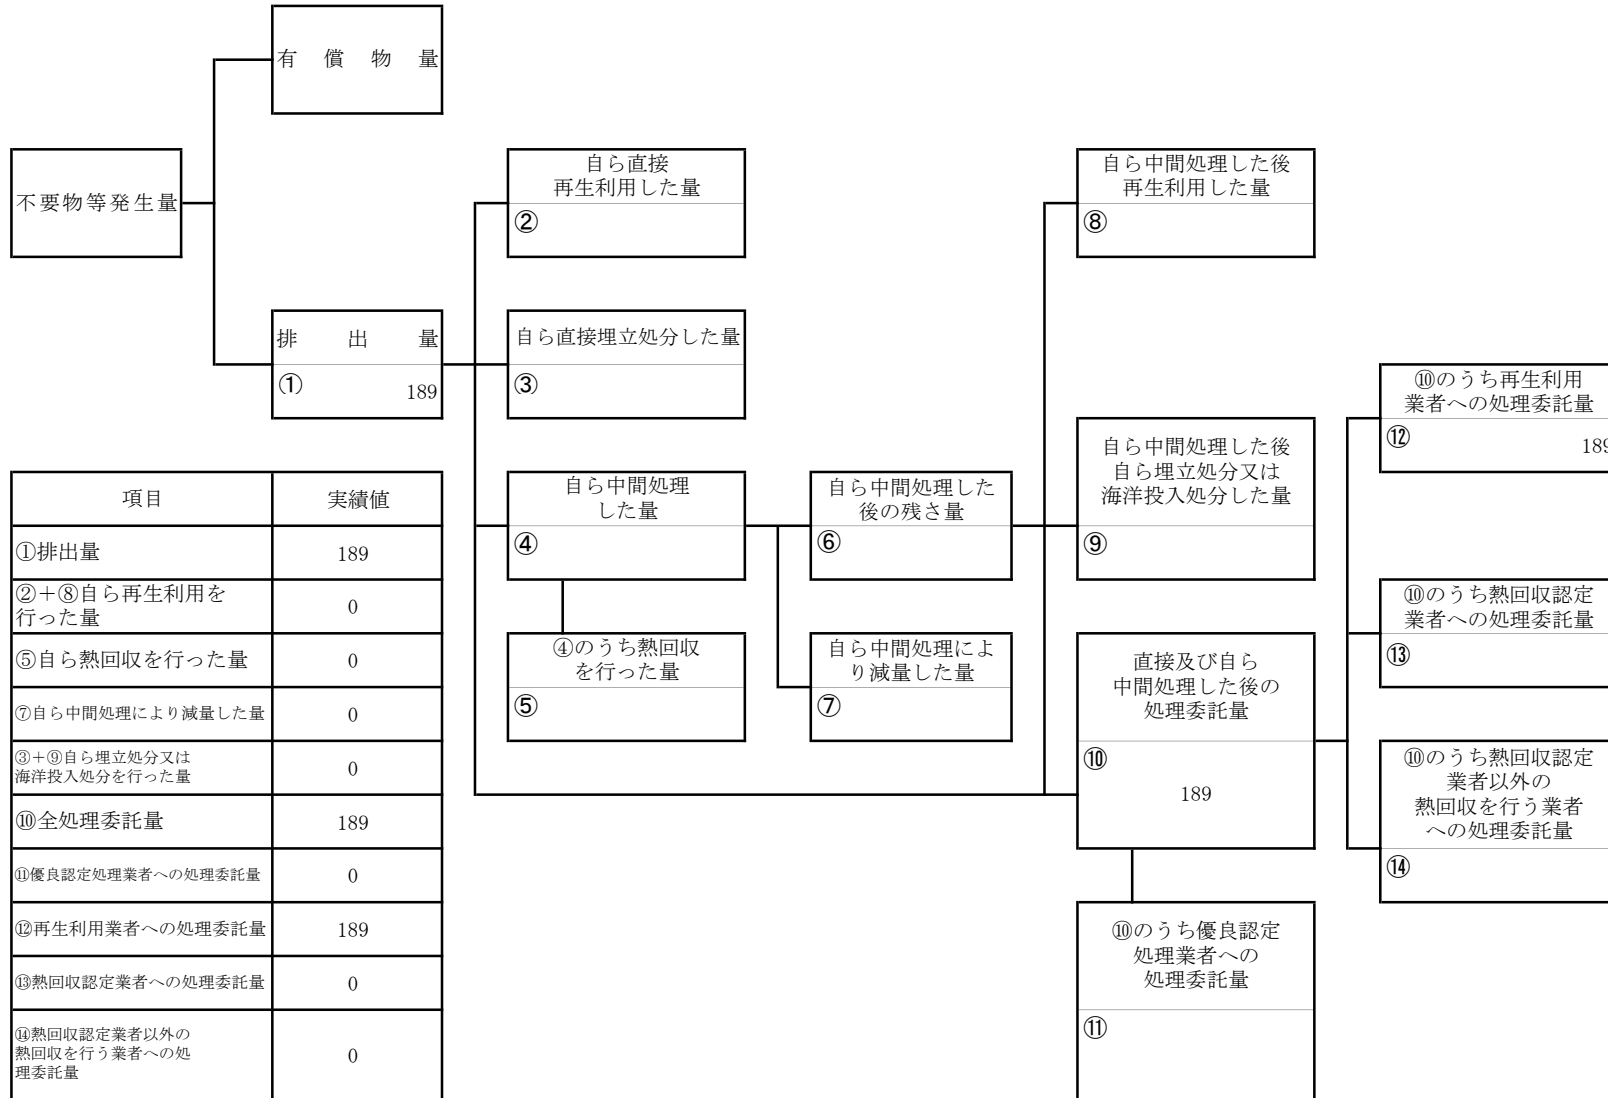 有償物量
不要物等発生量
排出量
① 189
自ら直接
再生利用した量
②
自ら直接埋立処分した量
③
自ら中間処理
した量
④
④のうち熱回収
を行った量
⑤
自ら中間処理した
後の残さ量
⑥
自ら中間処理によ
り減量した量
⑦
自ら中間処理した後
再生利用した量
⑧
自ら中間処理した後
自ら埋立処分又は
海洋投入処分した量
⑨
直接及び自ら
中間処理した後の
処理委託量
⑩
189
⑩のうち優良認定
処理業者への
処理委託量
⑪
⑩のうち再生利用
業者への処理委託量
⑫ 189
⑩のうち熱回収認定
業者への処理委託量
⑬
⑩のうち熱回収認定
業者以外の
熱回収を行う業者
への処理委託量
⑭
項目 実績値
①排出量 189
②+⑧自ら再生利用を
行った量 0
⑤自ら熱回収を行った量 0
⑦自ら中間処理により減量した量 0
③+⑨自ら埋立処分又は
海洋投入処分を行った量 0
⑩全処理委託量 189
⑪優良認定処理業者への処理委託量 0
⑫再生利用業者への処理委託量 189
⑬熱回収認定業者への処理委託量 0
⑭熱回収認定業者以外の
熱回収を行う業者への処
理委託量 0